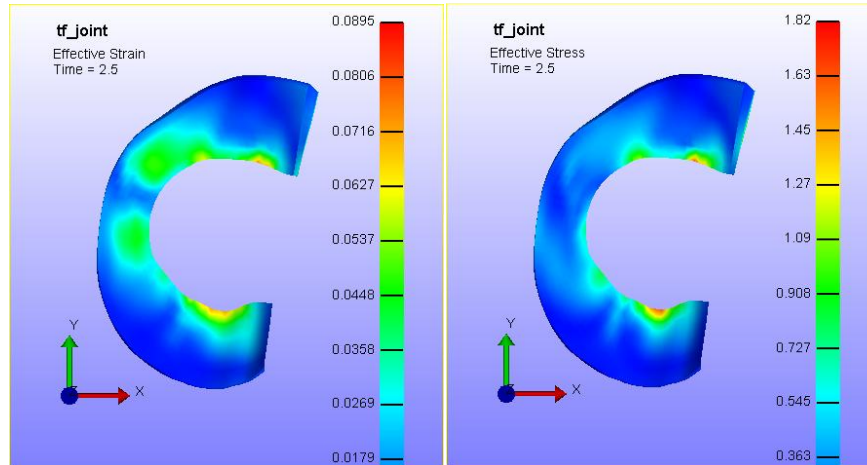 tf_joint
Effective Strain
Time = 2.5
0.0895
0.0806
0.0716
0.0627
0.0537
0.0448
0.0358
0.0269
0.0179
Y
X
tf_joint
Effective Stress
Time = 2.5
1.82
1.63
1.45
1.27
1.09
0.908
0.727
0.545
0.363
Y
X